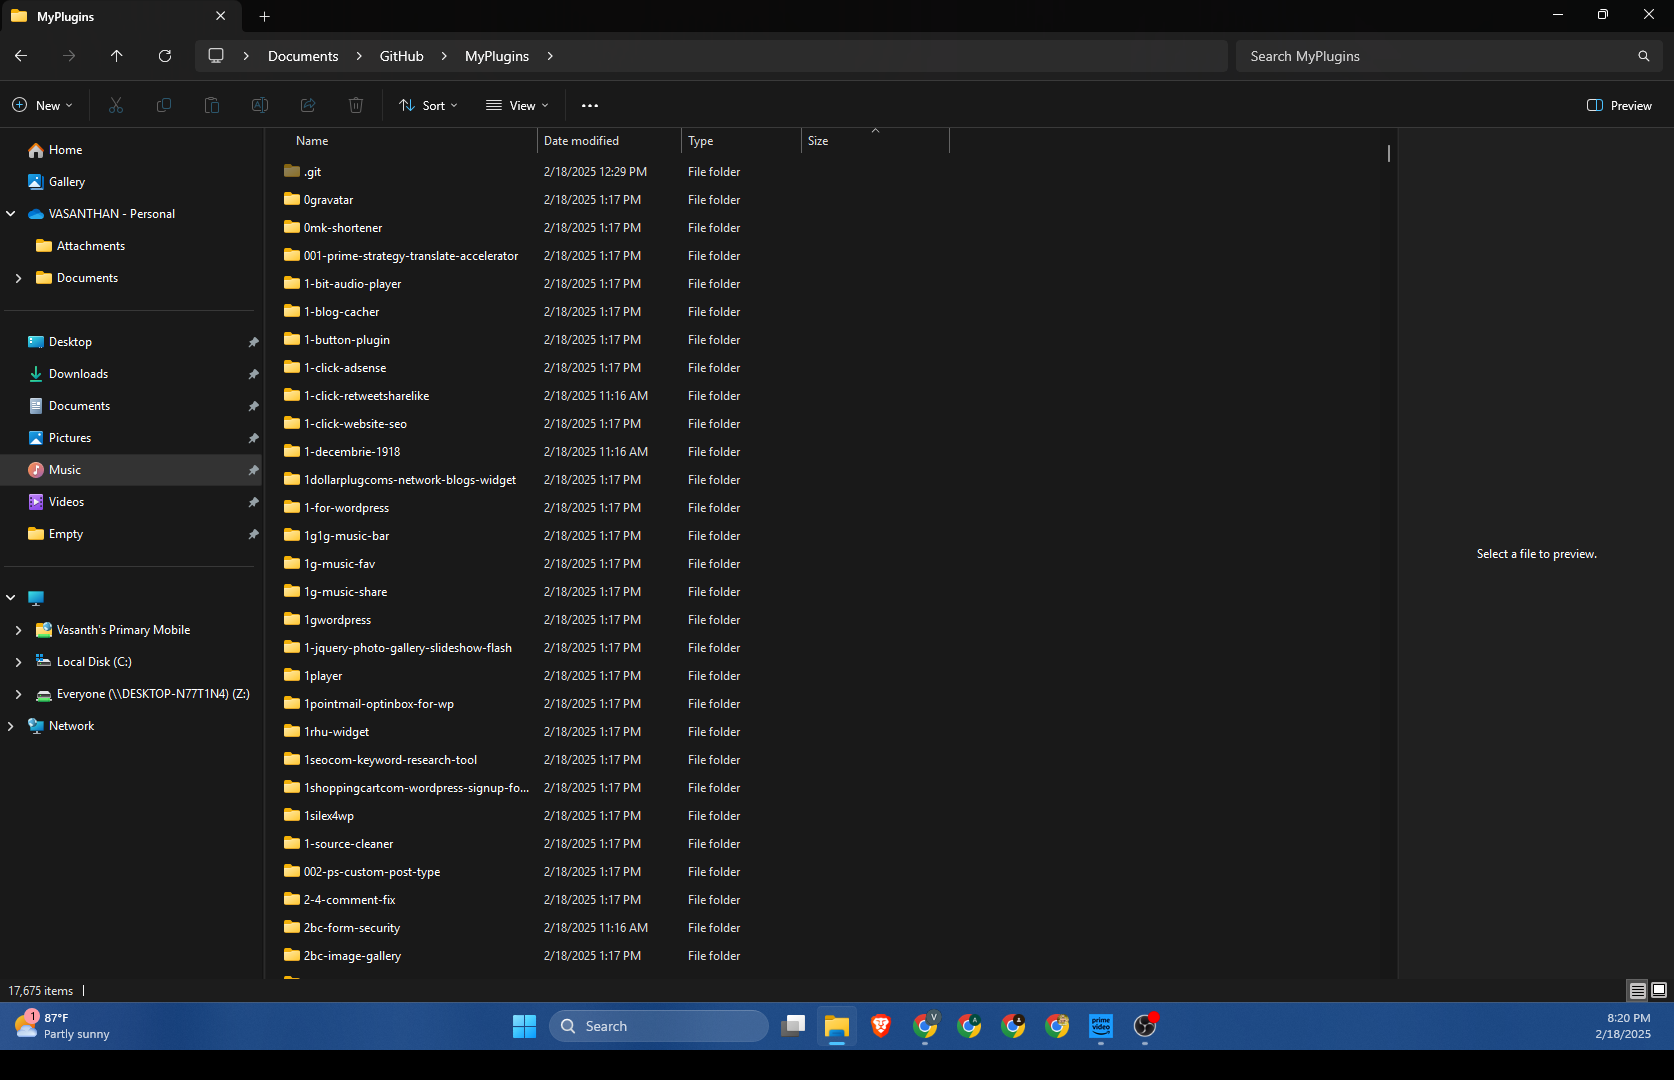 MyPlugins
Documents
GitHub
MyPlugins
Search MyPlugins
New
Sort
View
Preview
Home
Gallery
VASANTHAN - Personal
Attachments
Documents
Desktop
Downloads
Documents
Pictures
Music
Videos
Empty
Vasanth's Primary Mobile
Local Disk (C:)
Everyone (\\DESKTOP-N77T1N4) (Z:)
Network
Name Date modified Type Size
.git 2/18/2025 12:29 PM File folder
0gravatar 2/18/2025 1:17 PM File folder
0mk-shortener 2/18/2025 1:17 PM File folder
001-prime-strategy-translate-accelerator 2/18/2025 1:17 PM File folder
1-bit-audio-player 2/18/2025 1:17 PM File folder
1-blog-cacher 2/18/2025 1:17 PM File folder
1-button-plugin 2/18/2025 1:17 PM File folder
1-click-adsense 2/18/2025 1:17 PM File folder
1-click-retweetsharelike 2/18/2025 11:16 AM File folder
1-click-website-seo 2/18/2025 1:17 PM File folder
1-decembrie-1918 2/18/2025 11:16 AM File folder
1dollarplugcoms-network-blogs-widget 2/18/2025 1:17 PM File folder
1-for-wordpress 2/18/2025 1:17 PM File folder
1g1g-music-bar 2/18/2025 1:17 PM File folder
1g-music-fav 2/18/2025 1:17 PM File folder
1g-music-share 2/18/2025 1:17 PM File folder
1gwordpress 2/18/2025 1:17 PM File folder
1-jquery-photo-gallery-slideshow-flash 2/18/2025 1:17 PM File folder
1player 2/18/2025 1:17 PM File folder
1pointmail-optinbox-for-wp 2/18/2025 1:17 PM File folder
1rhu-widget 2/18/2025 1:17 PM File folder
1seocom-keyword-research-tool 2/18/2025 1:17 PM File folder
1shoppingcartcom-wordpress-signup-fo... 2/18/2025 1:17 PM File folder
1silex4wp 2/18/2025 1:17 PM File folder
1-source-cleaner 2/18/2025 1:17 PM File folder
002-ps-custom-post-type 2/18/2025 1:17 PM File folder
2-4-comment-fix 2/18/2025 1:17 PM File folder
2bc-form-security 2/18/2025 11:16 AM File folder
2bc-image-gallery 2/18/2025 1:17 PM File folder
Select a file to preview.
17,675 items
1
87°F
Partly sunny
Search
V
prime video
8:20 PM
2/18/2025